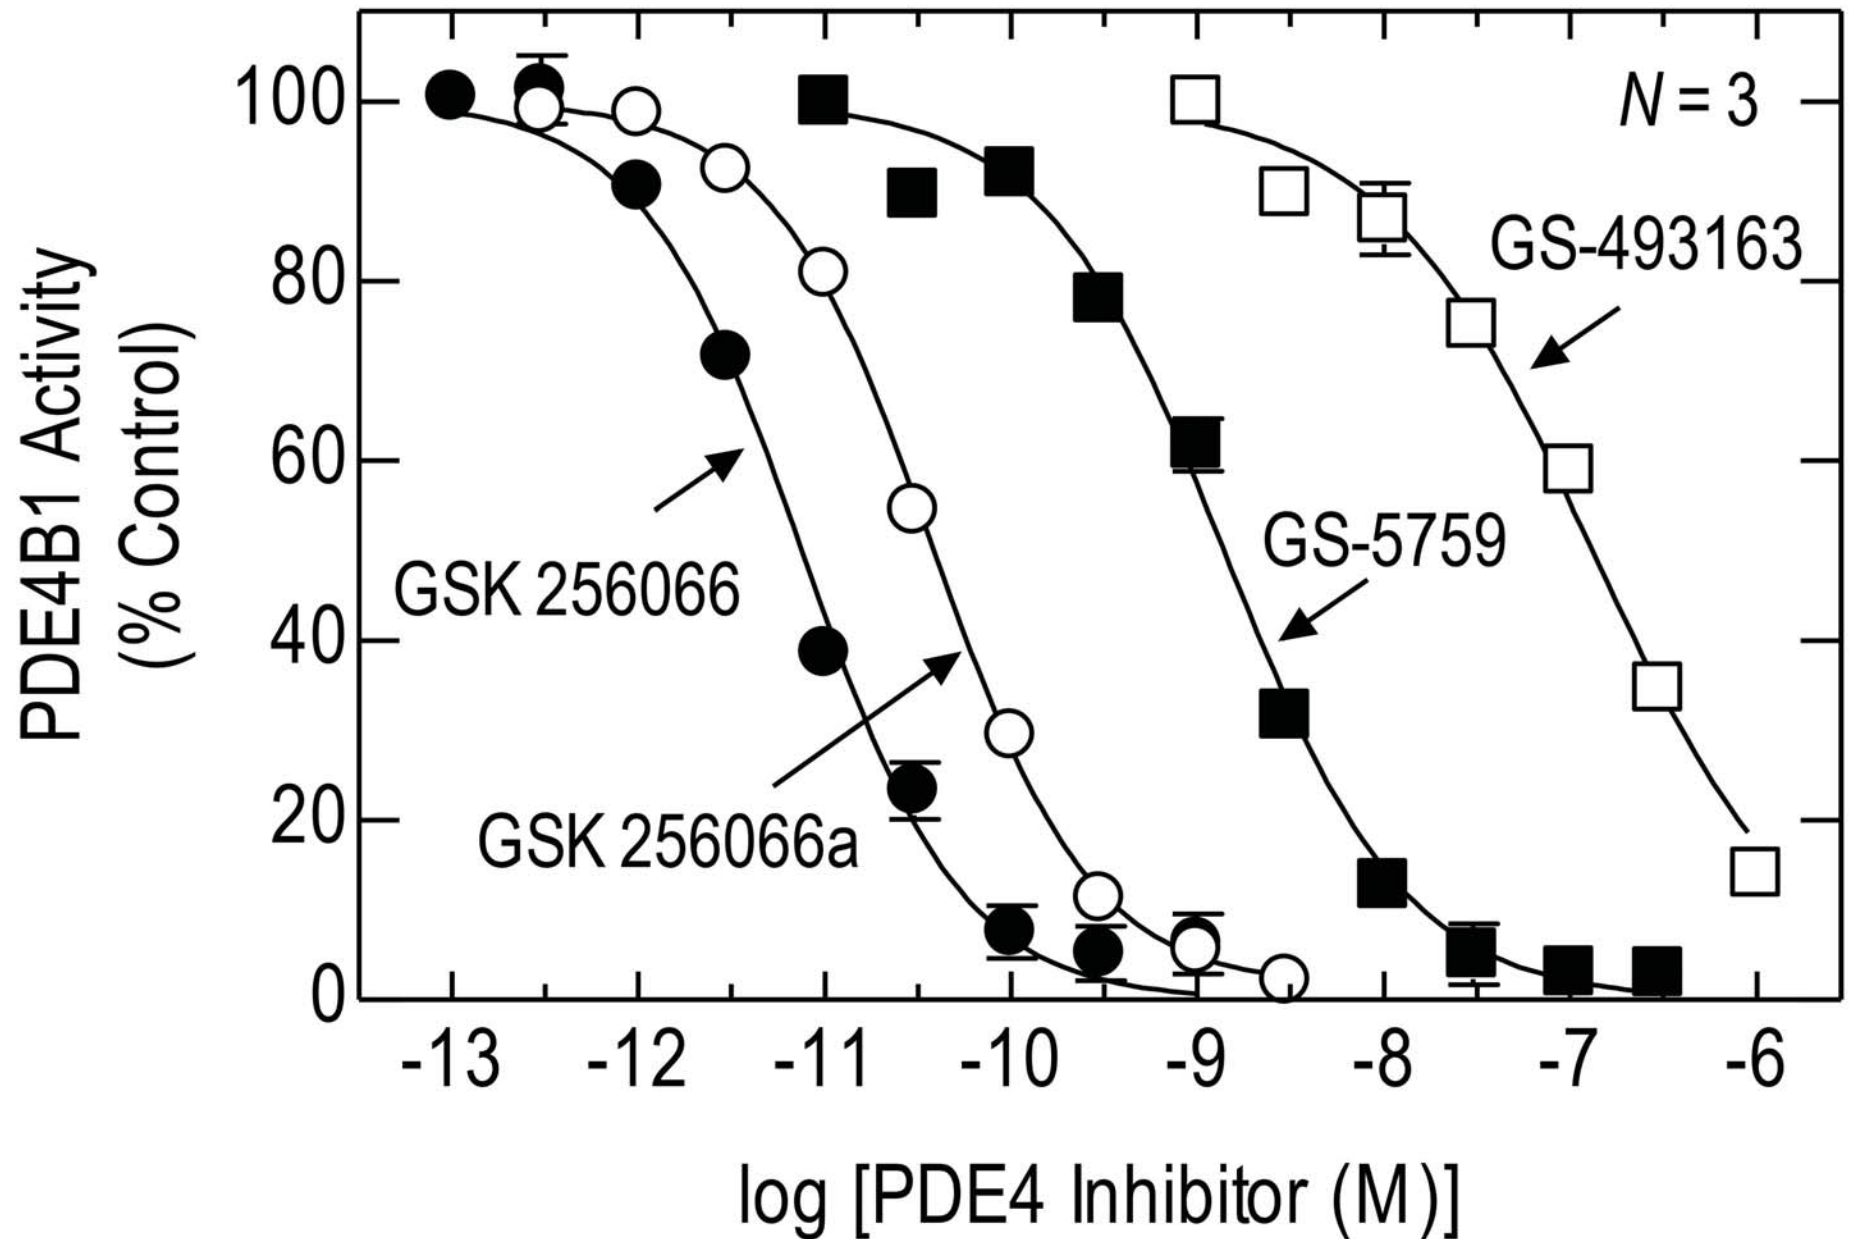 PDE4B1 Activity
(% Control)
100
80
60
40
20
0
N = 3
GS-493163
GS-5759
GSK 256066
GSK 256066a
-13 -12 -11 -10 -9 -8 -7 -6
log [PDE4 Inhibitor (M)]